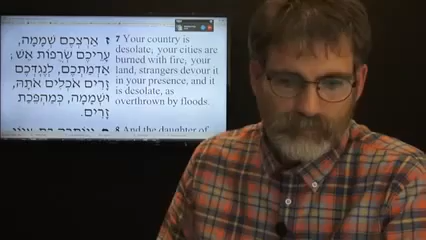 ז אַרְצְכֶם שְׁמָמָה,
עָרֵיכֶם שְׂרֻפוֹת אֵשׁ;
אַדְמַתְכֶם, לְנֶגְדְּכֶם
זָרִים אֹכְלִים אֹתָהּ,
וּשְׁמָמָה, כְּמַהְפֵּכַת
זָרִים.
7 Your country is
desolate, your cities are
burned with fire, your
land, strangers devour it
in your presence, and it
is desolate, as
overthrown by floods.
8 And the daughter of